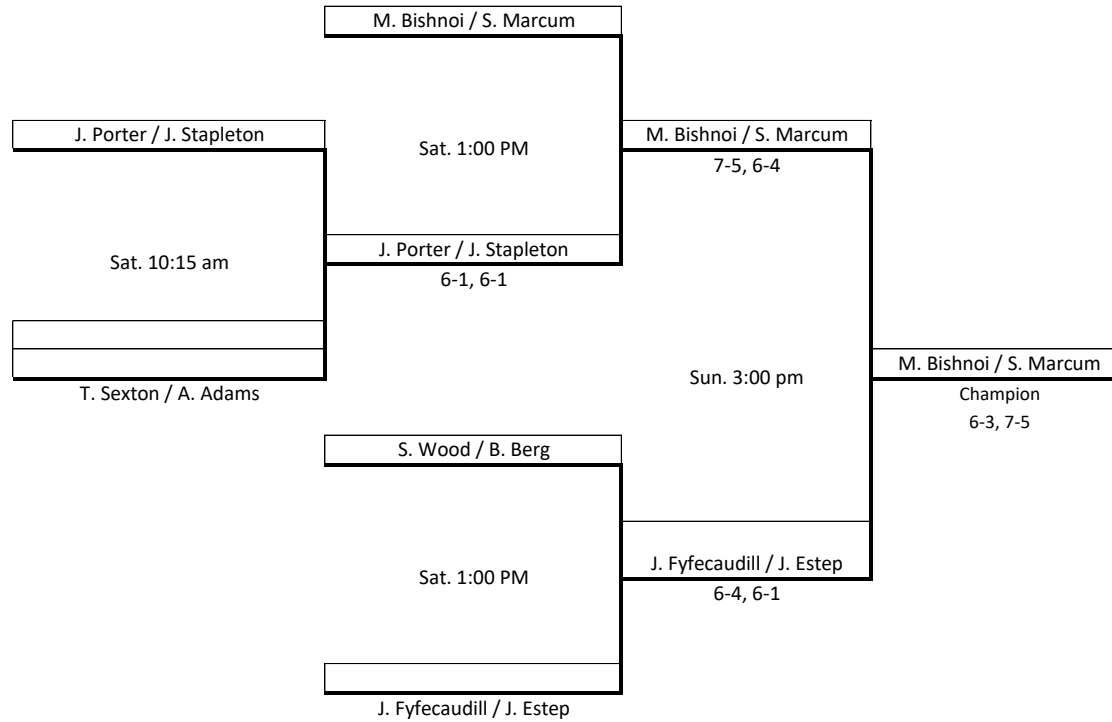 M. Bishnoi / S. Marcum
J. Porter / J. Stapleton
Sat. 1:00 PM
M. Bishnoi / S. Marcum
7-5, 6-4
Sat. 10:15 am
J. Porter / J. Stapleton
6-1, 6-1
T. Sexton / A. Adams
Sun. 3:00 pm
M. Bishnoi / S. Marcum
Champion
6-3, 7-5
S. Wood / B. Berg
Sat. 1:00 PM
J. Fyfecaudill / J. Estep
6-4, 6-1
J. Fyfecaudill / J. Estep